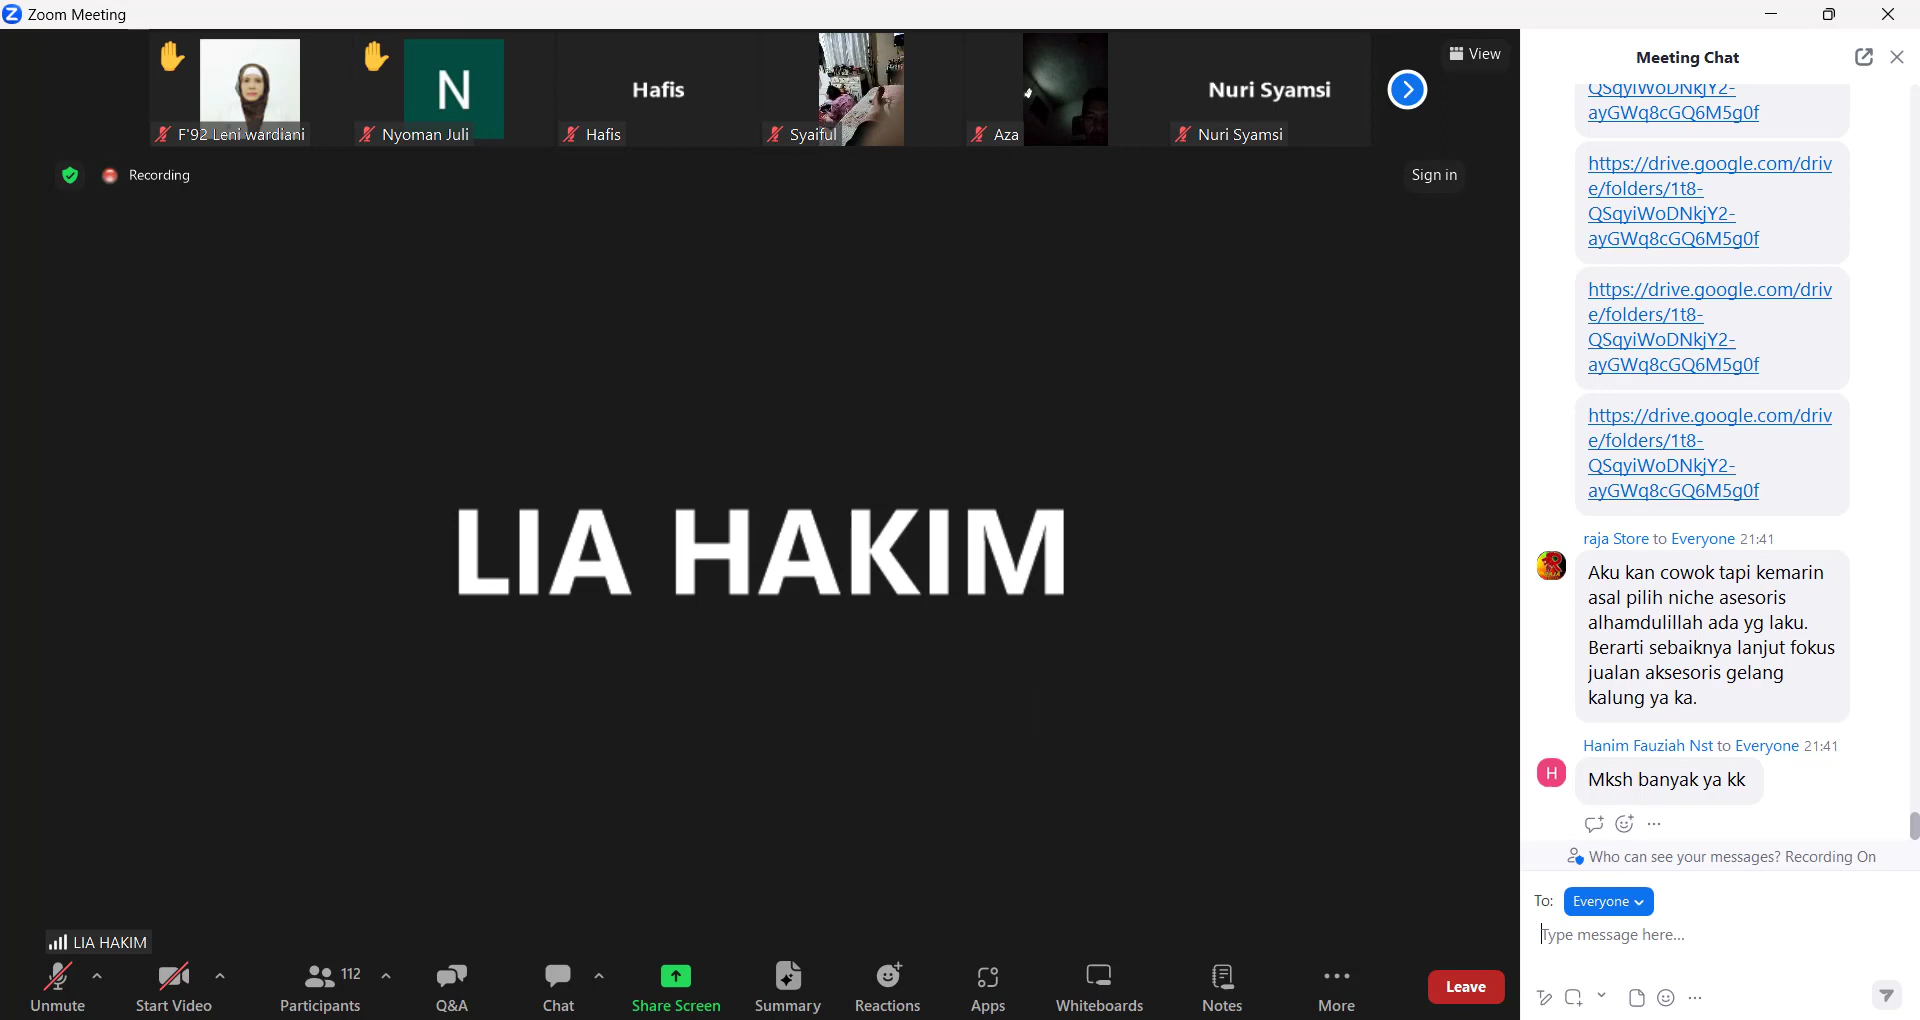 Zoom Meeting
F'92 Leni wardiani
N
Nyoman Juli
Hafis
Hafis
Syaiful
Aza
Nuri Syamsi
Nuri Syamsi
View
Recording
Sign in
LIA HAKIM
LIA HAKIM
Unmute
Start Video
112
Participants
Q&A
Chat
Share Screen
Summary
Reactions
Apps
Whiteboards
Notes
More
Leave
Meeting Chat
QSqyiWoDNkjY2-
ayGWq8cGQ6M5g0f
https://drive.google.com/driv
e/folders/1t8-
QSqyiWoDNkjY2-
ayGWq8cGQ6M5g0f
https://drive.google.com/driv
e/folders/1t8-
QSqyiWoDNkjY2-
ayGWq8cGQ6M5g0f
https://drive.google.com/driv
e/folders/1t8-
QSqyiWoDNkjY2-
ayGWq8cGQ6M5g0f
raja Store to Everyone 21:41
Aku kan cowok tapi kemarin
asal pilih niche asesoris
alhamdulillah ada yg laku.
Berarti sebaiknya lanjut fokus
jualan aksesoris gelang
kalung ya ka.
Hanim Fauziah Nst to Everyone 21:41
H
Mksh banyak ya kk
Who can see your messages? Recording On
To: Everyone
Type message here...